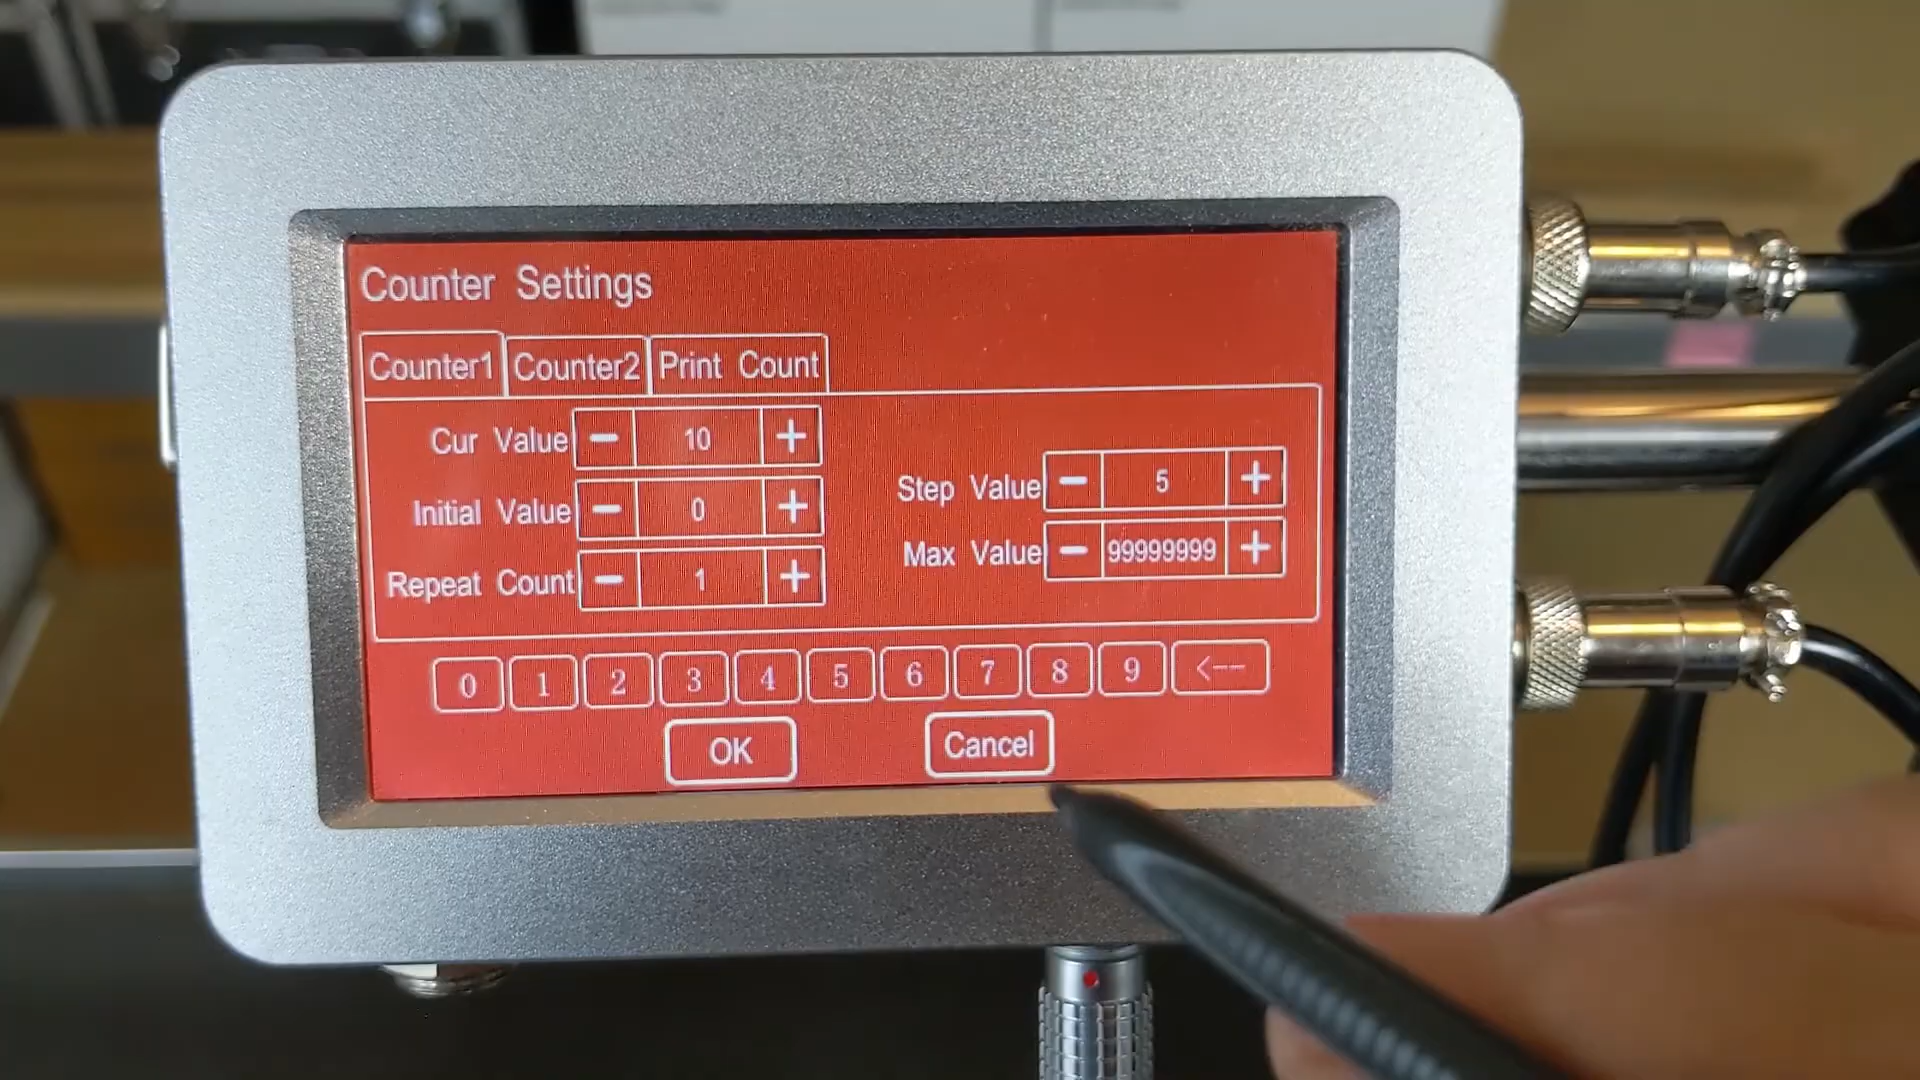 Counter Settings
Counter1 Counter2 Print Count
Cur Value - 10 +
Initial Value - 0 +
Repeat Count - 1 +
Step Value - 5 +
Max Value - 99999999 +
0 1 2 3 4 5 6 7 8 9 <--
OK Cancel